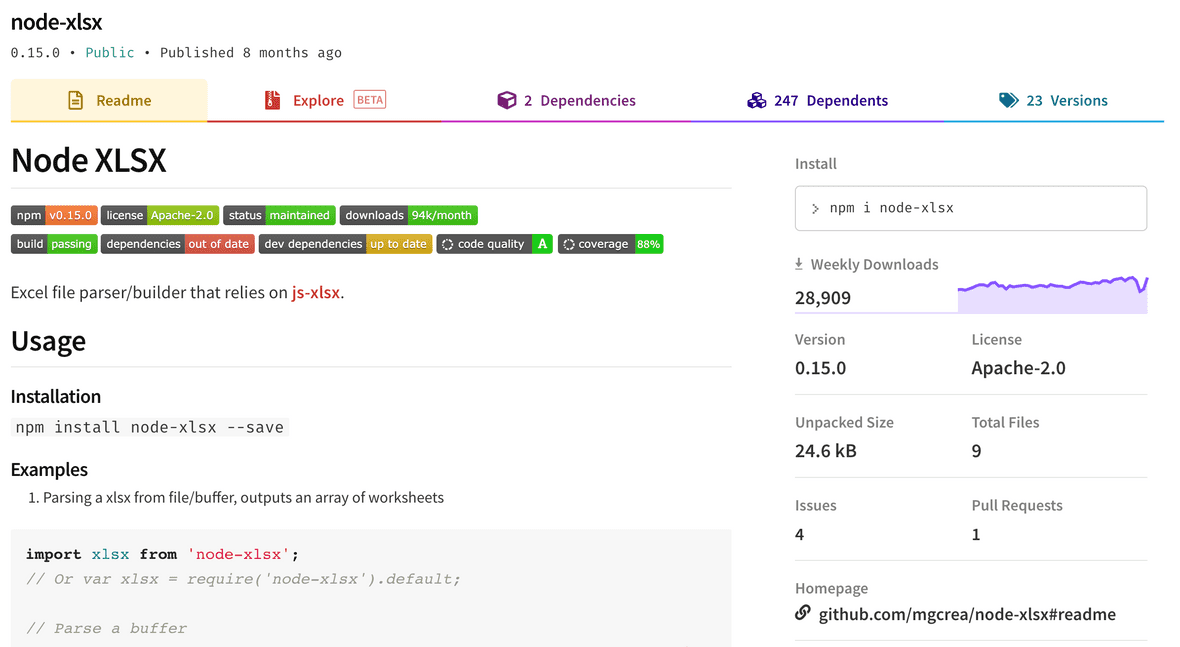 node-xlsx
0.15.0 • Public • Published 8 months ago
Readme
Explore BETA
2 Dependencies
247 Dependents
23 Versions
Node XLSX
npm v0.15.0 license Apache-2.0 status maintained downloads 94k/month
build passing dependencies out of date dev dependencies up to date code quality A coverage 88%
Excel file parser/builder that relies on js-xlsx.
Usage
Installation
npm install node-xlsx --save
Examples
1. Parsing a xlsx from file/buffer, outputs an array of worksheets
import xlsx from 'node-xlsx';
// Or var xlsx = require('node-xlsx').default;
// Parse a buffer
Install
> npm i node-xlsx
Weekly Downloads
28,909
Version
License
0.15.0
Apache-2.0
Unpacked Size
Total Files
24.6 kB
9
Issues
Pull Requests
4
1
Homepage
github.com/mgcrea/node-xlsx#readme